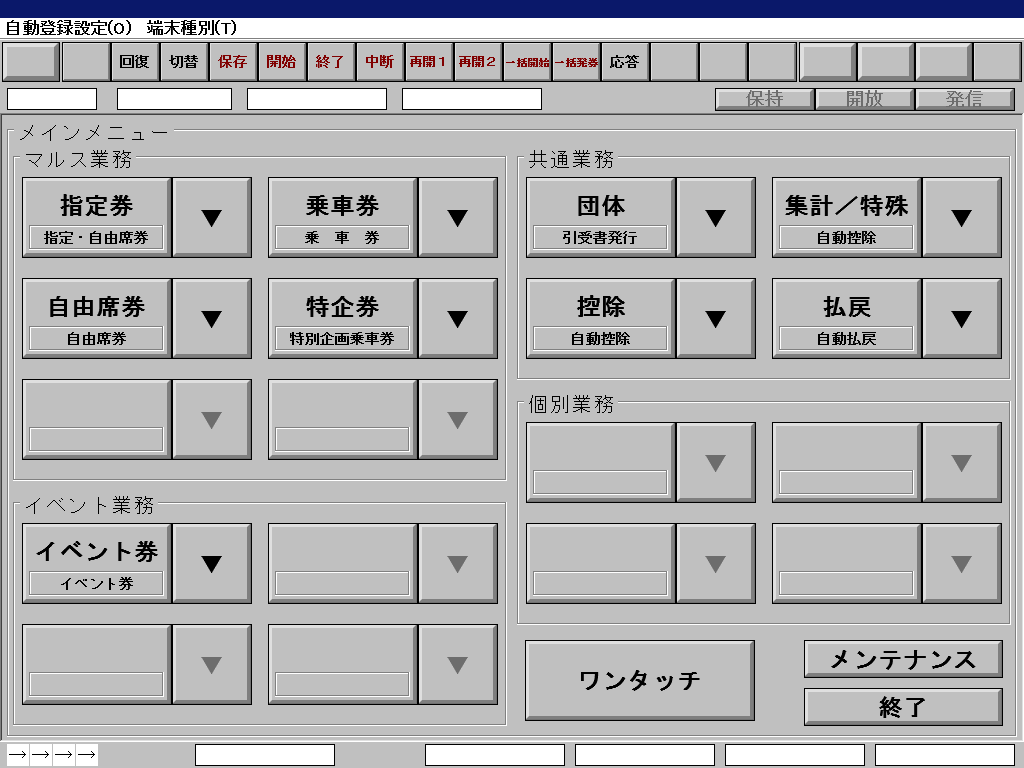 自動登録設定(O) 端末種別(T)
回復 切替 保存 開始 終了 中断 再開1 再開2 一括開始 一括発券 応答
保持 開放 発信
メインメニュー
マルス業務
指定券 ▼
指定・自由席券
乗車券 ▼
乗 車 券
自由席券 ▼
自由席券
特企券 ▼
特別企画乗車券
▼ ▼
イベント業務
イベント券 ▼
イベント券
▼
▼ ▼
共通業務
団体 ▼
引受書発行
集計/特殊 ▼
自動控除
控除 ▼
自動控除
払戻 ▼
自動払戻
個別業務
▼ ▼
▼ ▼
ワンタッチ
メンテナンス
終了
→→→→